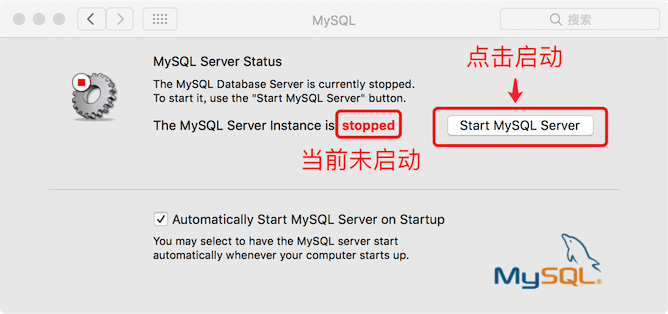 MySQL
搜索
MySQL Server Status
点击启动
The MySQL Database Server is currently stopped.
To start it, use the "Start MySQL Server" button.
The MySQL Server Instance is stopped
Start MySQL Server
当前未启动
Automatically Start MySQL Server on Startup
You may select to have the MySQL server start
automatically whenever your computer starts up.
MySQL®